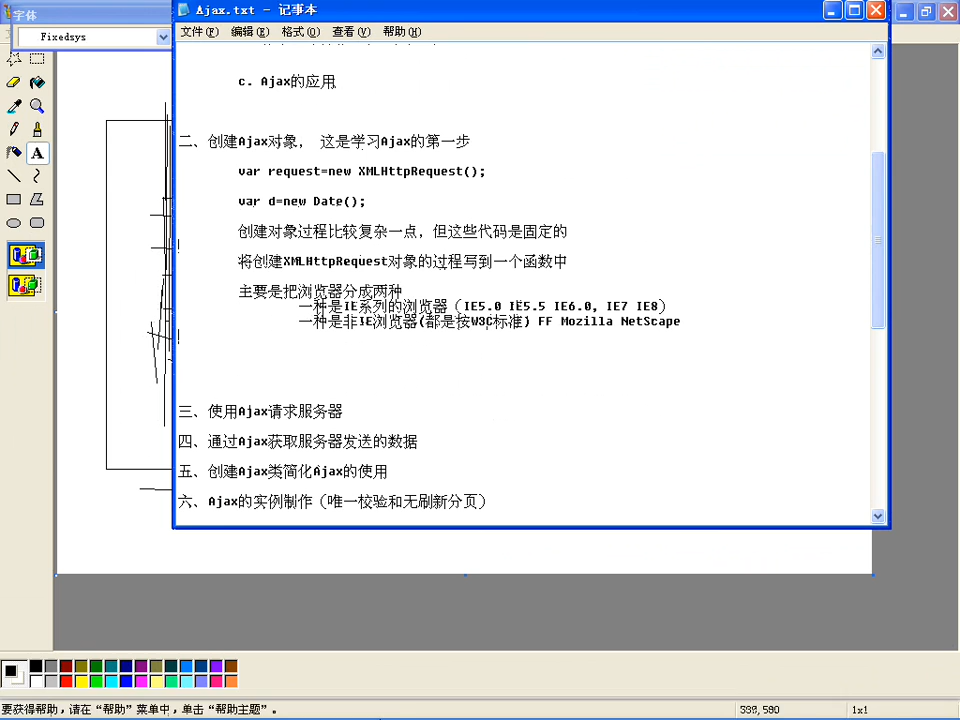 字体
Ajax.txt - 记事本
Fixedsys
文件(F) 编辑(E) 格式(O) 查看(V) 帮助(H)
c. Ajax的应用
二、创建Ajax对象， 这是学习Ajax的第一步
var request=new XMLHttpRequest();
var d=new Date();
创建对象过程比较复杂一点，但这些代码是固定的
将创建XMLHttpRequest对象的过程写到一个函数中
主要是把浏览器分成两种
一种是IE系列的浏览器（IE5.0 IE5.5 IE6.0, IE7 IE8）
一种是非IE浏览器(都是按W3C标准) FF Mozilla NetScape
三、使用Ajax请求服务器
四、通过Ajax获取服务器发送的数据
五、创建Ajax类简化Ajax的使用
六、Ajax的实例制作（唯一校验和无刷新分页）
A
要获得帮助，请在“帮助”菜单中，单击“帮助主题”。
1x1